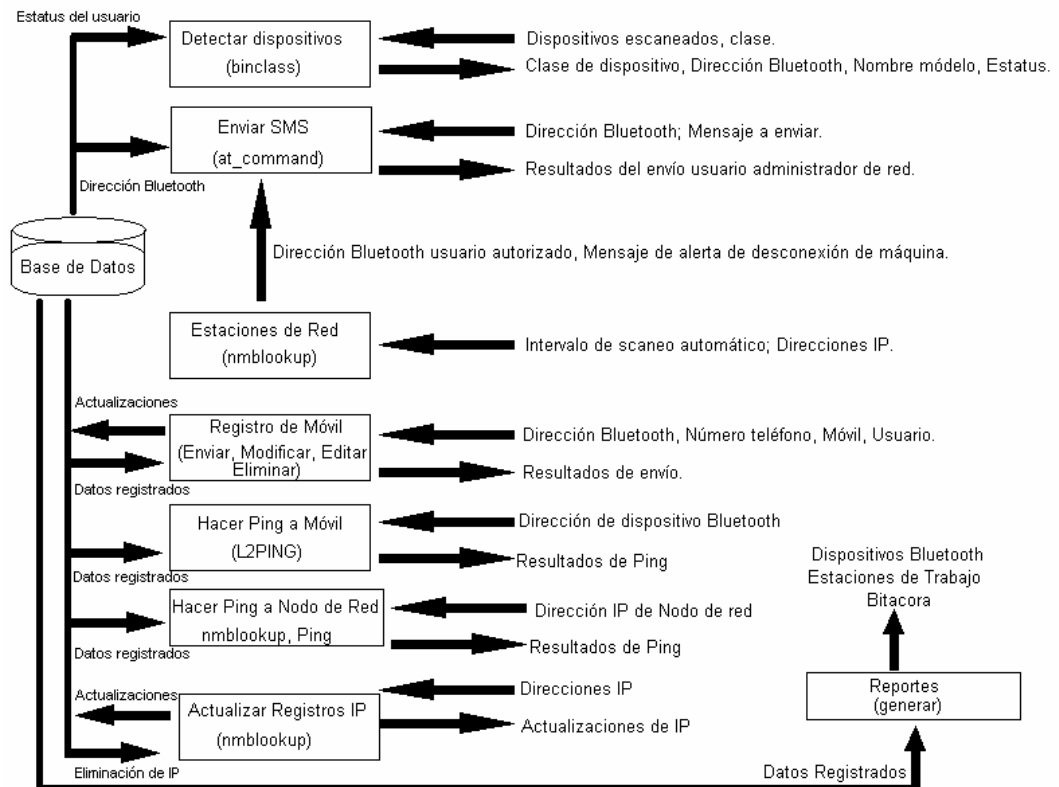 Estatus del usuario
Detectar dispositivos
(binclass)
Dispositivos escaneados, clase.
Clase de dispositivo, Dirección Bluetooth, Nombre módelo, Estatus.
Enviar SMS
(at_command)
Dirección Bluetooth; Mensaje a enviar.
Resultados del envío usuario administrador de red.
Dirección Bluetooth
Base de Datos
Dirección Bluetooth usuario autorizado, Mensaje de alerta de desconexión de máquina.
Estaciones de Red
(nmblookup)
Intervalo de scaneo automático; Direcciones IP.
Actualizaciones
Registro de Móvil
(Enviar, Modificar, Editar
Eliminar)
Dirección Bluetooth, Número teléfono, Móvil, Usuario.
Resultados de envío.
Datos registrados
Hacer Ping a Móvil
(L2PING)
Dirección de dispositivo Bluetooth
Resultados de Ping
Datos registrados
Hacer Ping a Nodo de Red
nmblookup, Ping
Dirección IP de Nodo de red
Resultados de Ping
Datos registrados
Actualizaciones
Actualizar Registros IP
(nmblookup)
Direcciones IP
Actualizaciones de IP
Eliminación de IP
Dispositivos Bluetooth
Estaciones de Trabajo
Bitacora
Reportes
(generar)
Datos Registrados